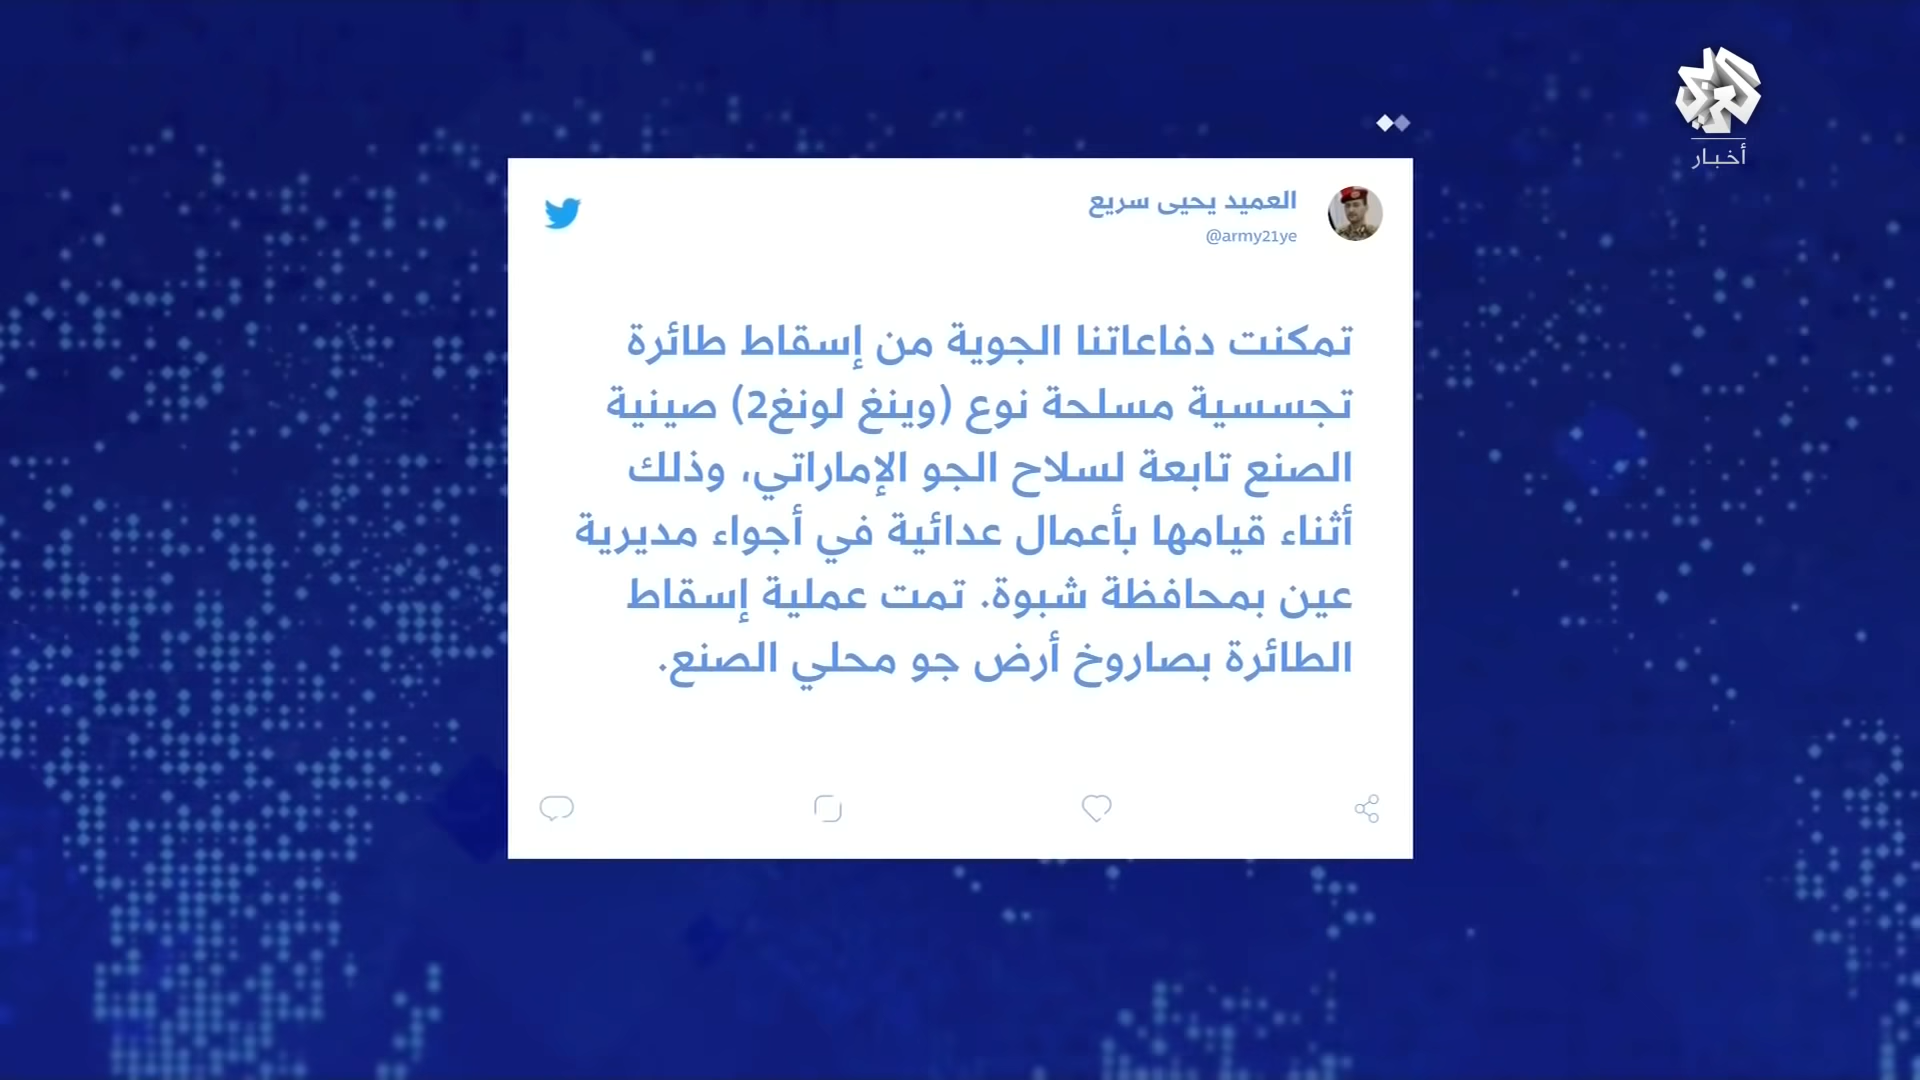 العربي
أخبار
العميد يحيى سريع
@army21ye
تمكنت دفاعاتنا الجوية من إسقاط طائرة
تجسسية مسلحة نوع (وينغ لونغ2) صينية
الصنع تابعة لسلاح الجو الإماراتي، وذلك
أثناء قيامها بأعمال عدائية في أجواء مديرية
عين بمحافظة شبوة. تمت عملية إسقاط
الطائرة بصاروخ أرض جو محلي الصنع.